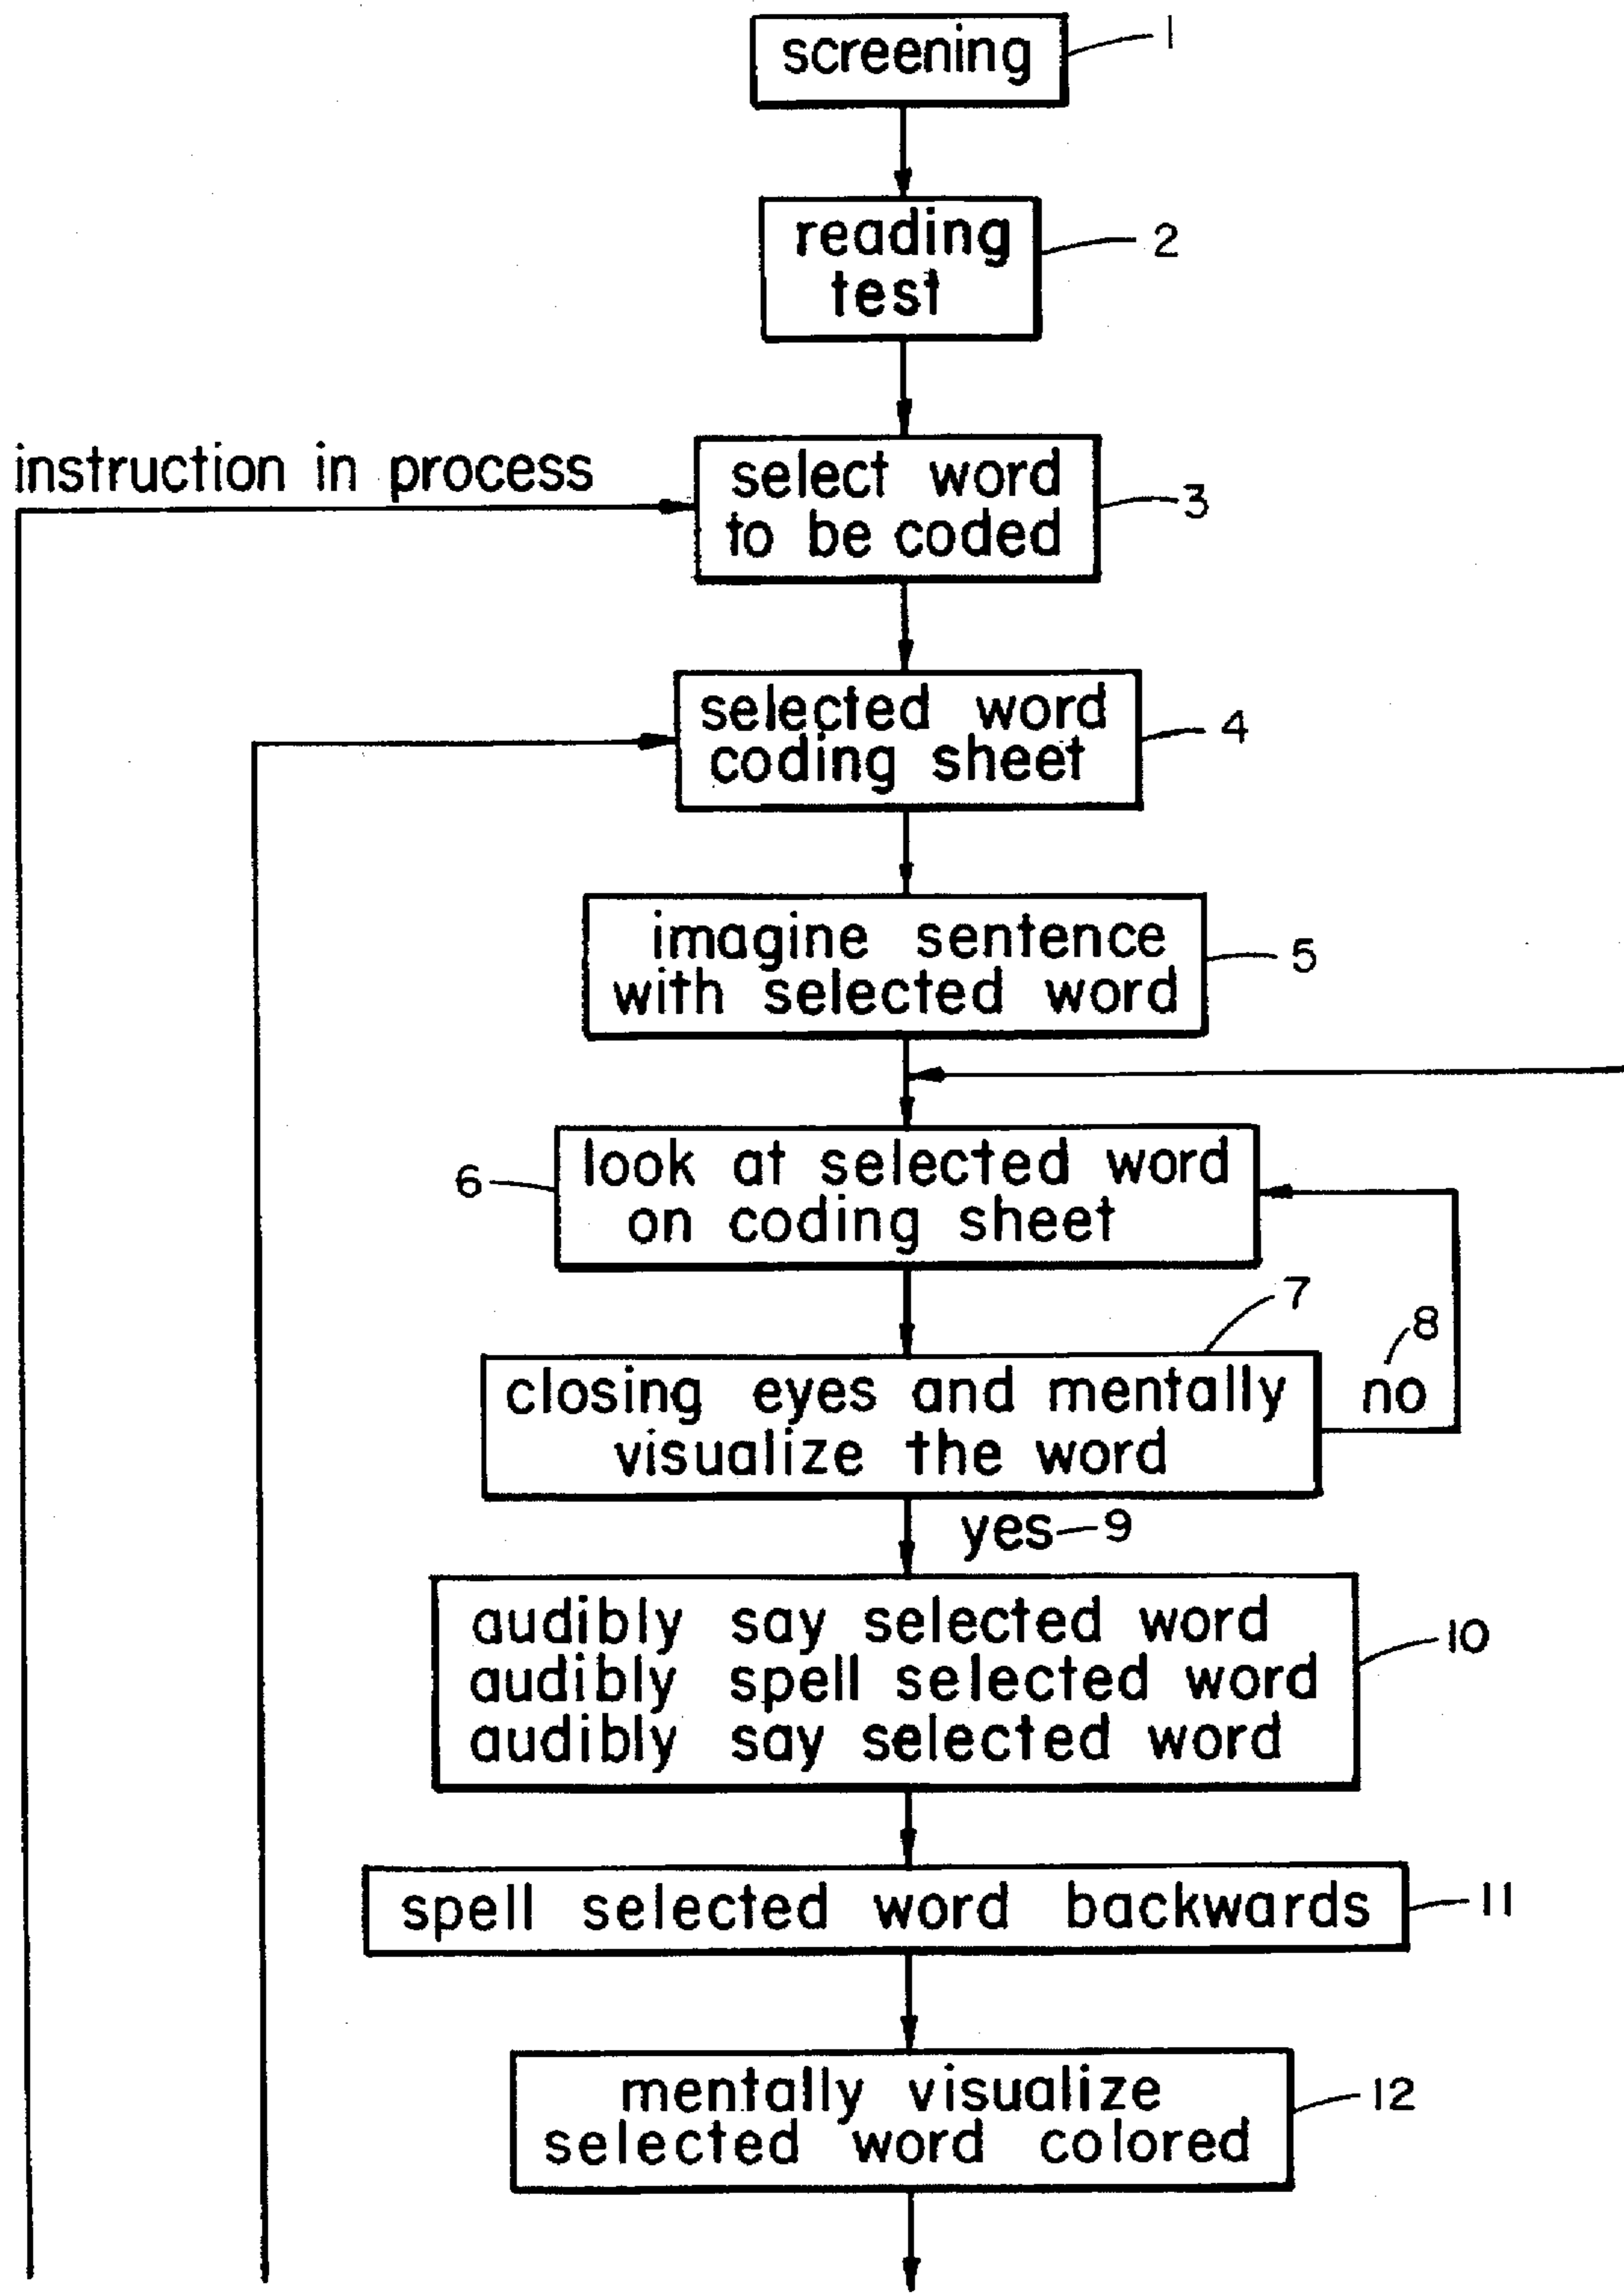 screening
1
reading
test
2
instruction in process
select word
to be coded
3
selected word
coding sheet
4
imagine sentence
with selected word
5
look at selected word
on coding sheet
6
7
8
closing eyes and mentally
visualize the word
no
yes
9
audibly say selected word
audibly spell selected word
audibly say selected word
10
spell selected word backwards
11
mentally visualize
selected word colored
12